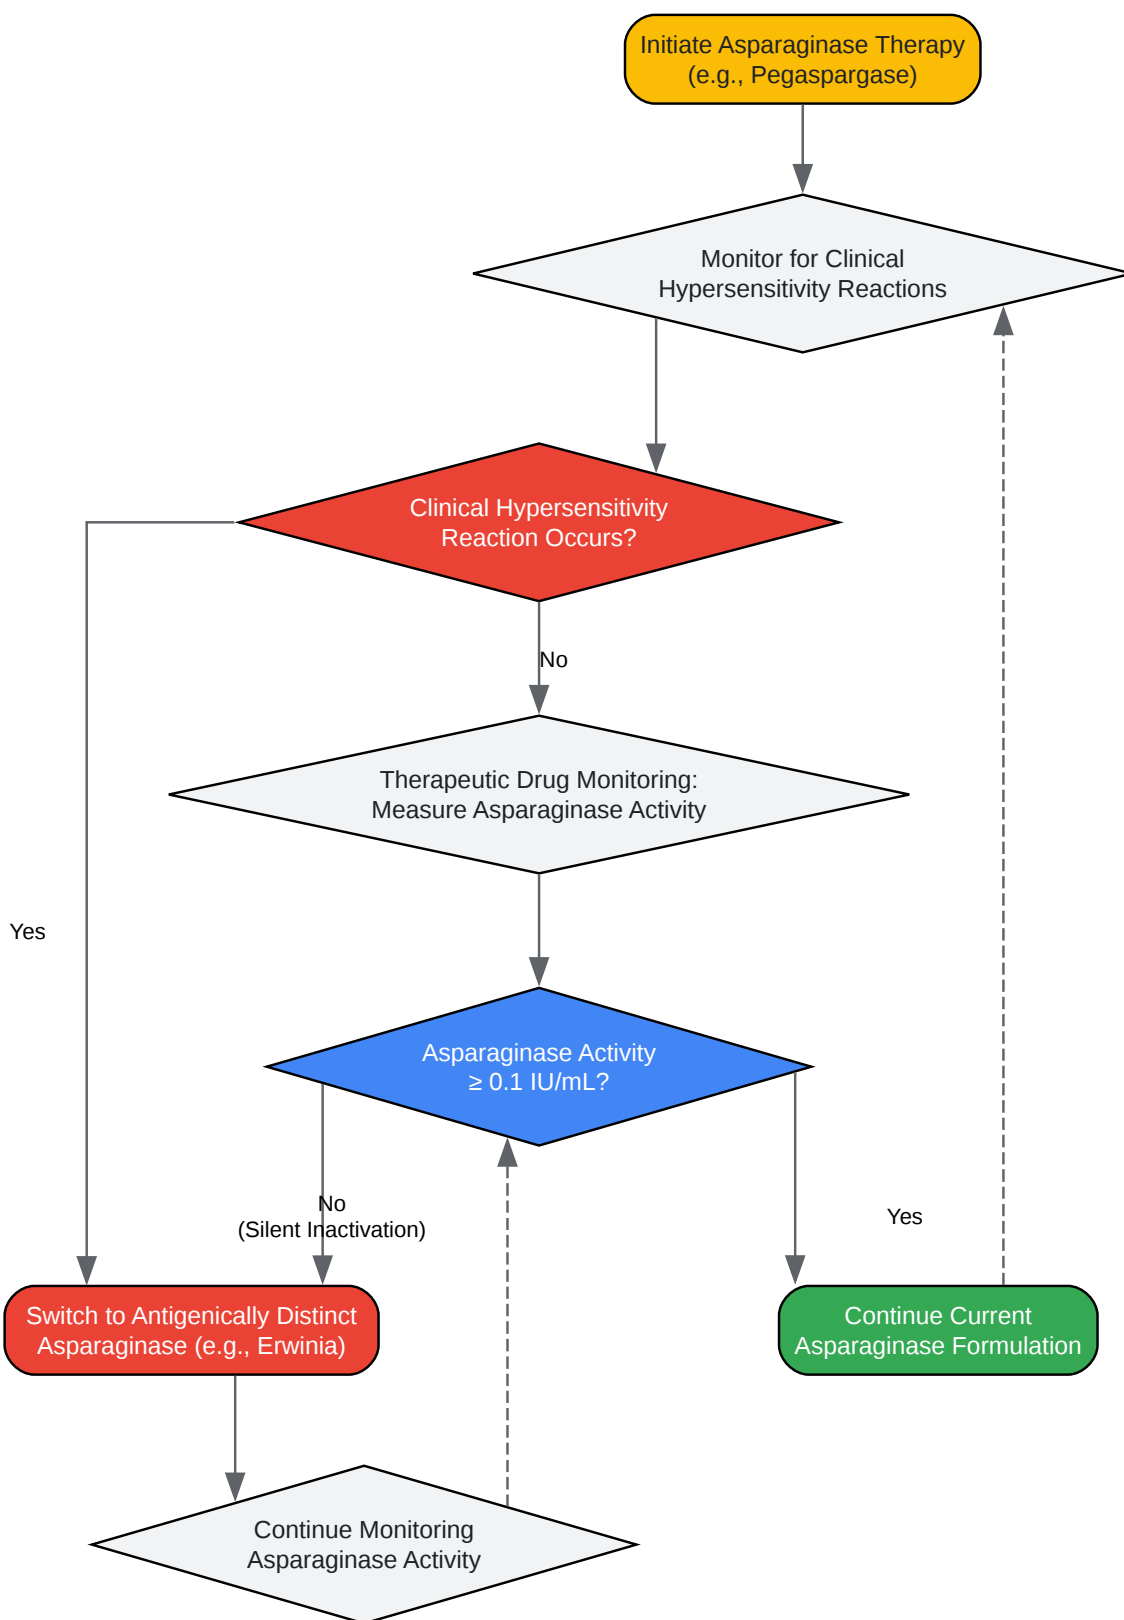 Initiate Asparaginase Therapy
(e.g., Pegaspargase)
Monitor for Clinical
Hypersensitivity Reactions
Clinical Hypersensitivity
Reaction Occurs?
No
Therapeutic Drug Monitoring:
Measure Asparaginase Activity
Yes
Asparaginase Activity
≥ 0.1 IU/mL?
No
(Silent Inactivation)
Yes
Switch to Antigenically Distinct
Asparaginase (e.g., Erwinia)
Continue Current
Asparaginase Formulation
Continue Monitoring
Asparaginase Activity